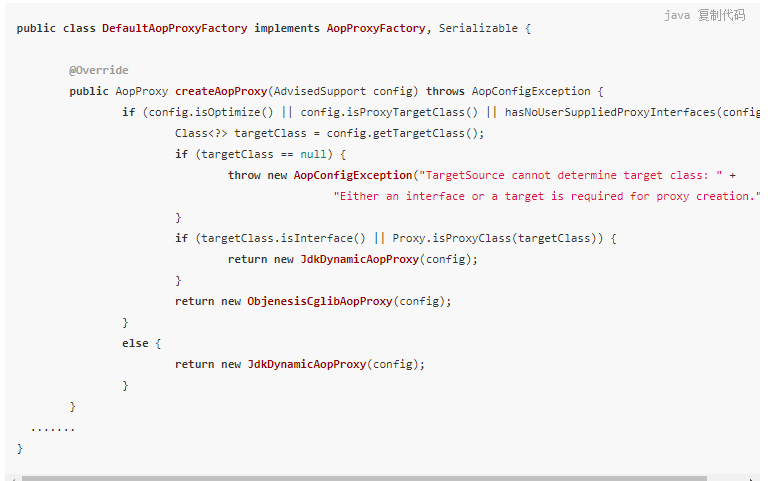 java 复制代码
public class DefaultAopProxyFactory implements AopProxyFactory, Serializable {
@Override
public AopProxy createAopProxy(AdvisedSupport config) throws AopConfigException {
if (config.isOptimize() || config.isProxyTargetClass() || hasNoUserSuppliedProxyInterfaces(config
Class<?> targetClass = config.getTargetClass();
if (targetClass == null) {
throw new AopConfigException("TargetSource cannot determine target class: " +
"Either an interface or a target is required for proxy creation."
}
if (targetClass.isInterface() || Proxy.isProxyClass(targetClass)) {
return new JdkDynamicAopProxy(config);
}
return new ObjenesisCglibAopProxy(config);
}
else {
return new JdkDynamicAopProxy(config);
}
}
.......
}